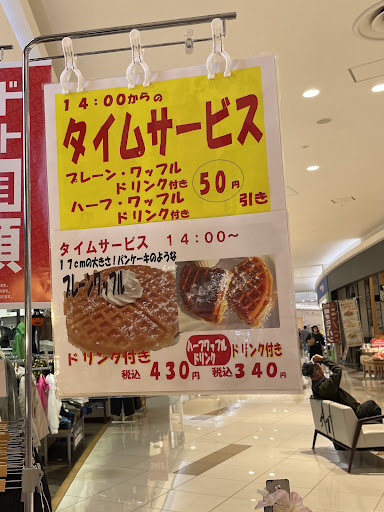 14:00からの
タイムサービス
プレーン・ワッフル
ドリンク付き
ハーフ・ワッフル
ドリンク付き
50円
引き
タイムサービス 14:00~
17cmの大きさ!パンケーキのような
プレーンワッフル
ドリンク付き
税込 430円
ハーフワッフル
ドリンク
ドリンク付き
税込 340円